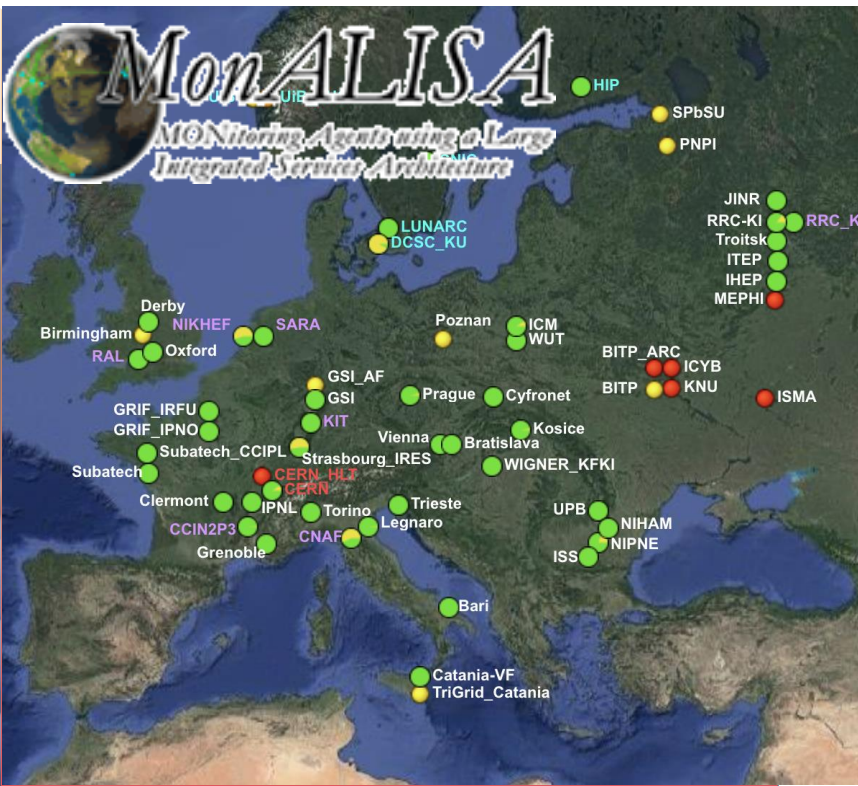 MonALISA
MONitoring Agents using a Large
Integrated Services Architecture
HIP
SPbSU
PNPI
JINR
RRC-KI
RRC_K
Troitsk
ITEP
IHEP
MEPHI
LUNARC
DCSC_KU
Derby
Birmingham
NIKHEF
SARA
RAL
Oxford
Poznan
ICM
WUT
BITP_ARC
ICYB
BITP
KNU
ISMA
GSI_AF
GSI
Prague
Cyfronet
GRIF_IRFU
GRIF_IPNO
KIT
Kosice
Vienna
Bratislava
Subatech_CCIPL
Strasbourg_IRES
WIGNER_KFKI
Subatech
CERN_HLT
CERN
Clermont
IPNL
Torino
Trieste
Legnaro
UPB
NIHAM
CCIN2P3
CNAF
NIPNE
Grenoble
ISS
Bari
Catania-VF
TriGrid_Catania